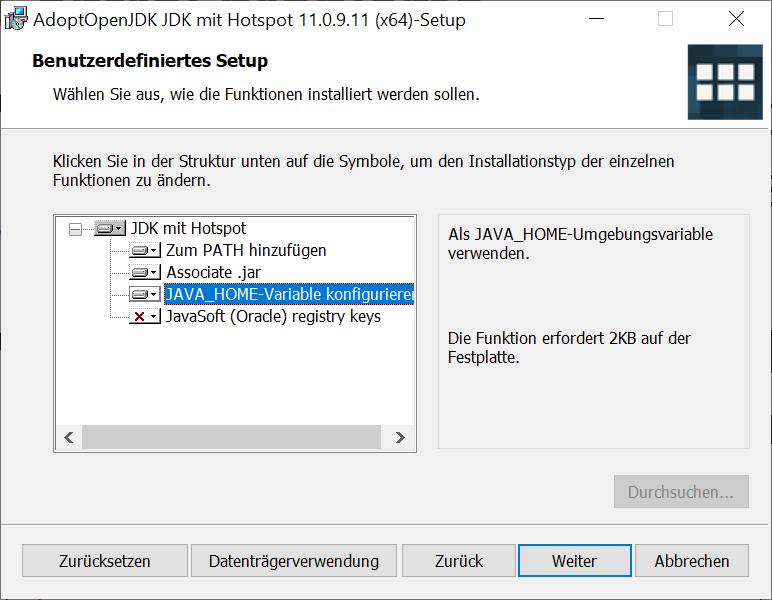 AdoptOpenJDK JDK mit Hotspot 11.0.9.11 (x64)-Setup
Benutzerdefiniertes Setup
Wählen Sie aus, wie die Funktionen installiert werden sollen.
Klicken Sie in der Struktur unten auf die Symbole, um den Installationstyp der einzelnen
Funktionen zu ändern.
JDK mit Hotspot
Zum PATH hinzufügen
Associate .jar
JAVA_HOME-Variable konfigurieren
JavaSoft (Oracle) registry keys
Als JAVA_HOME-Umgebungsvariable
verwenden.
Die Funktion erfordert 2KB auf der
Festplatte.
Durchsuchen...
Zurücksetzen
Datenträgerverwendung
Zurück
Weiter
Abbrechen